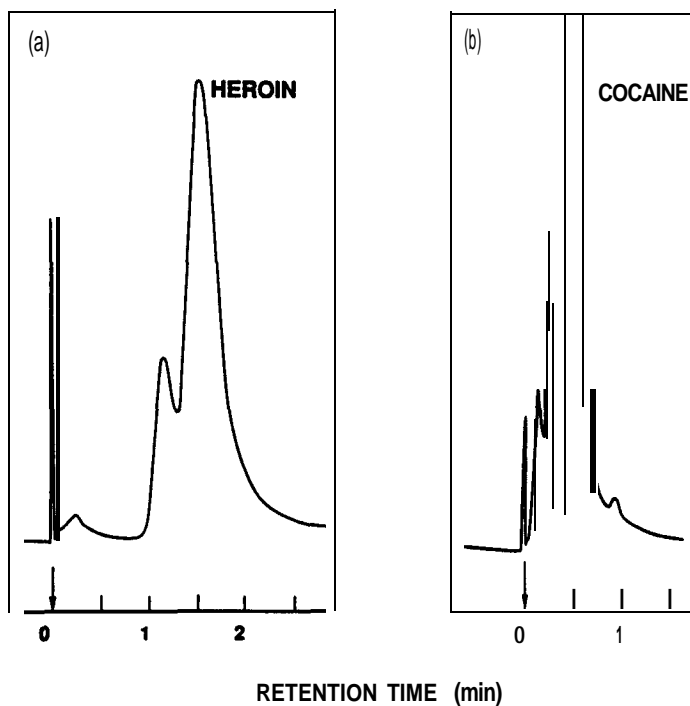 (a)
HEROIN
0 1 2
(b)
COCAINE
0 1
RETENTION TIME (min)